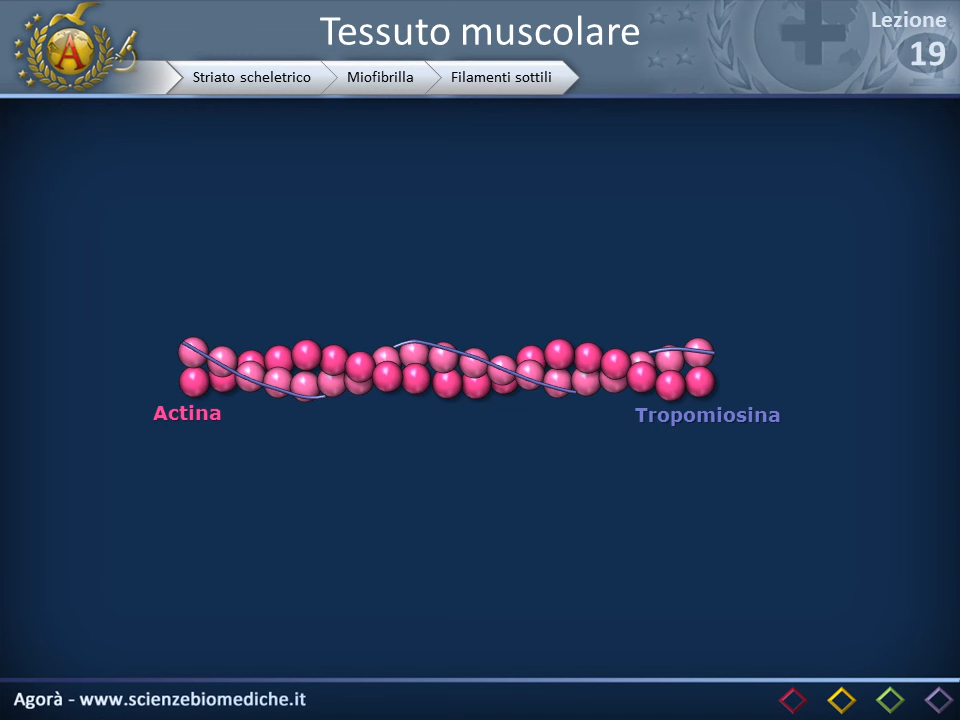 Tessuto muscolare
Lezione
19
A
Striato scheletrico
Miofibrilla
Filamenti sottili
Actina
Tropomiosina
Agorà - www.scienzebiomediche.it